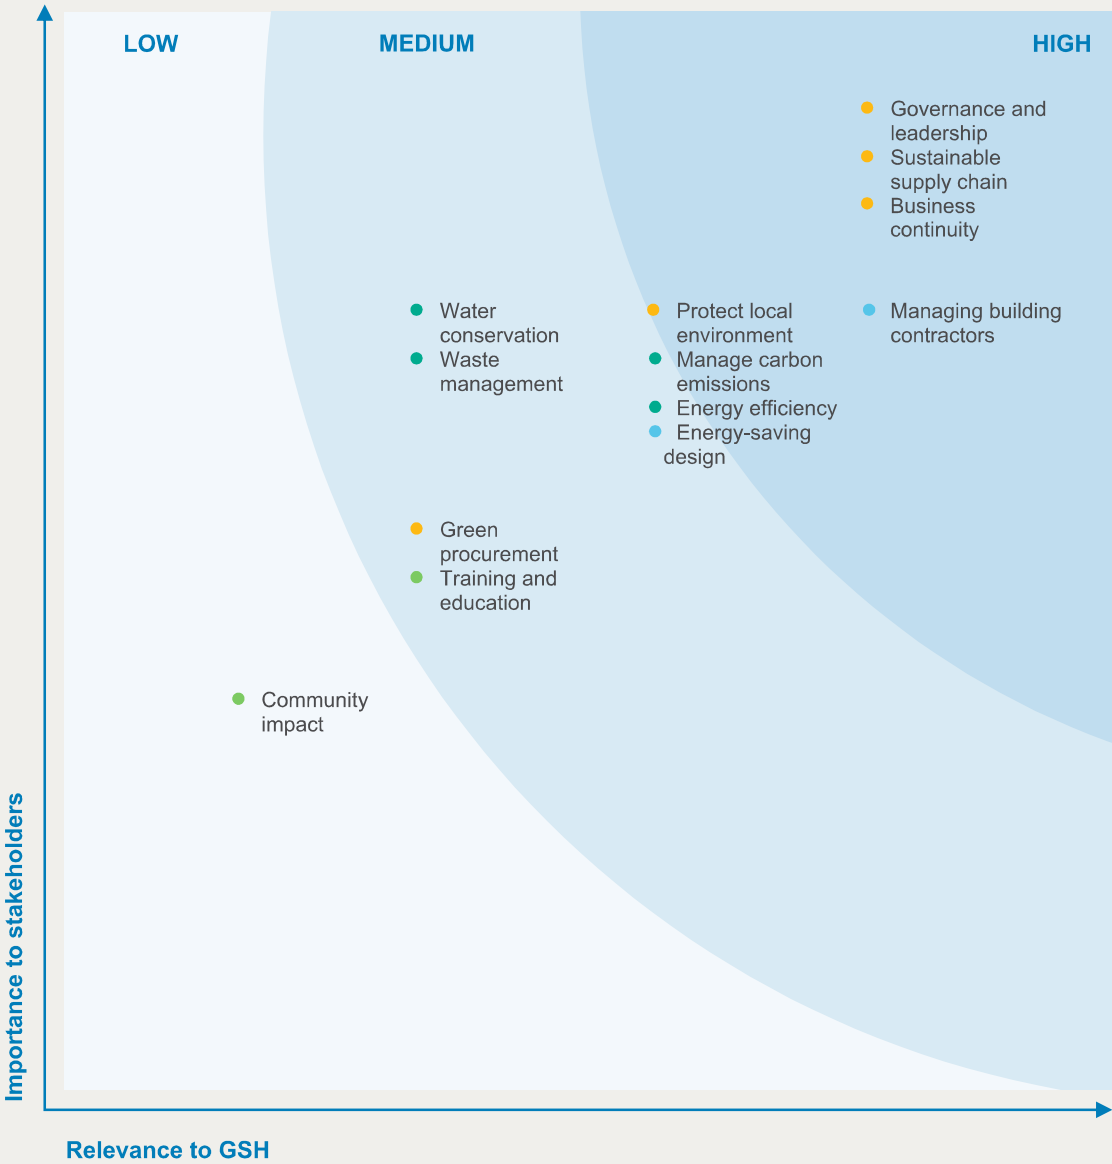 LOW
MEDIUM
HIGH
Governance and
leadership
Sustainable
supply chain
Business
continuity
Water
conservation
Waste
management
Protect local
environment
Manage carbon
emissions
Energy efficiency
Energy-saving
design
Managing building
contractors
Green
procurement
Training and
education
Community
impact
Importance to stakeholders
Relevance to GSH